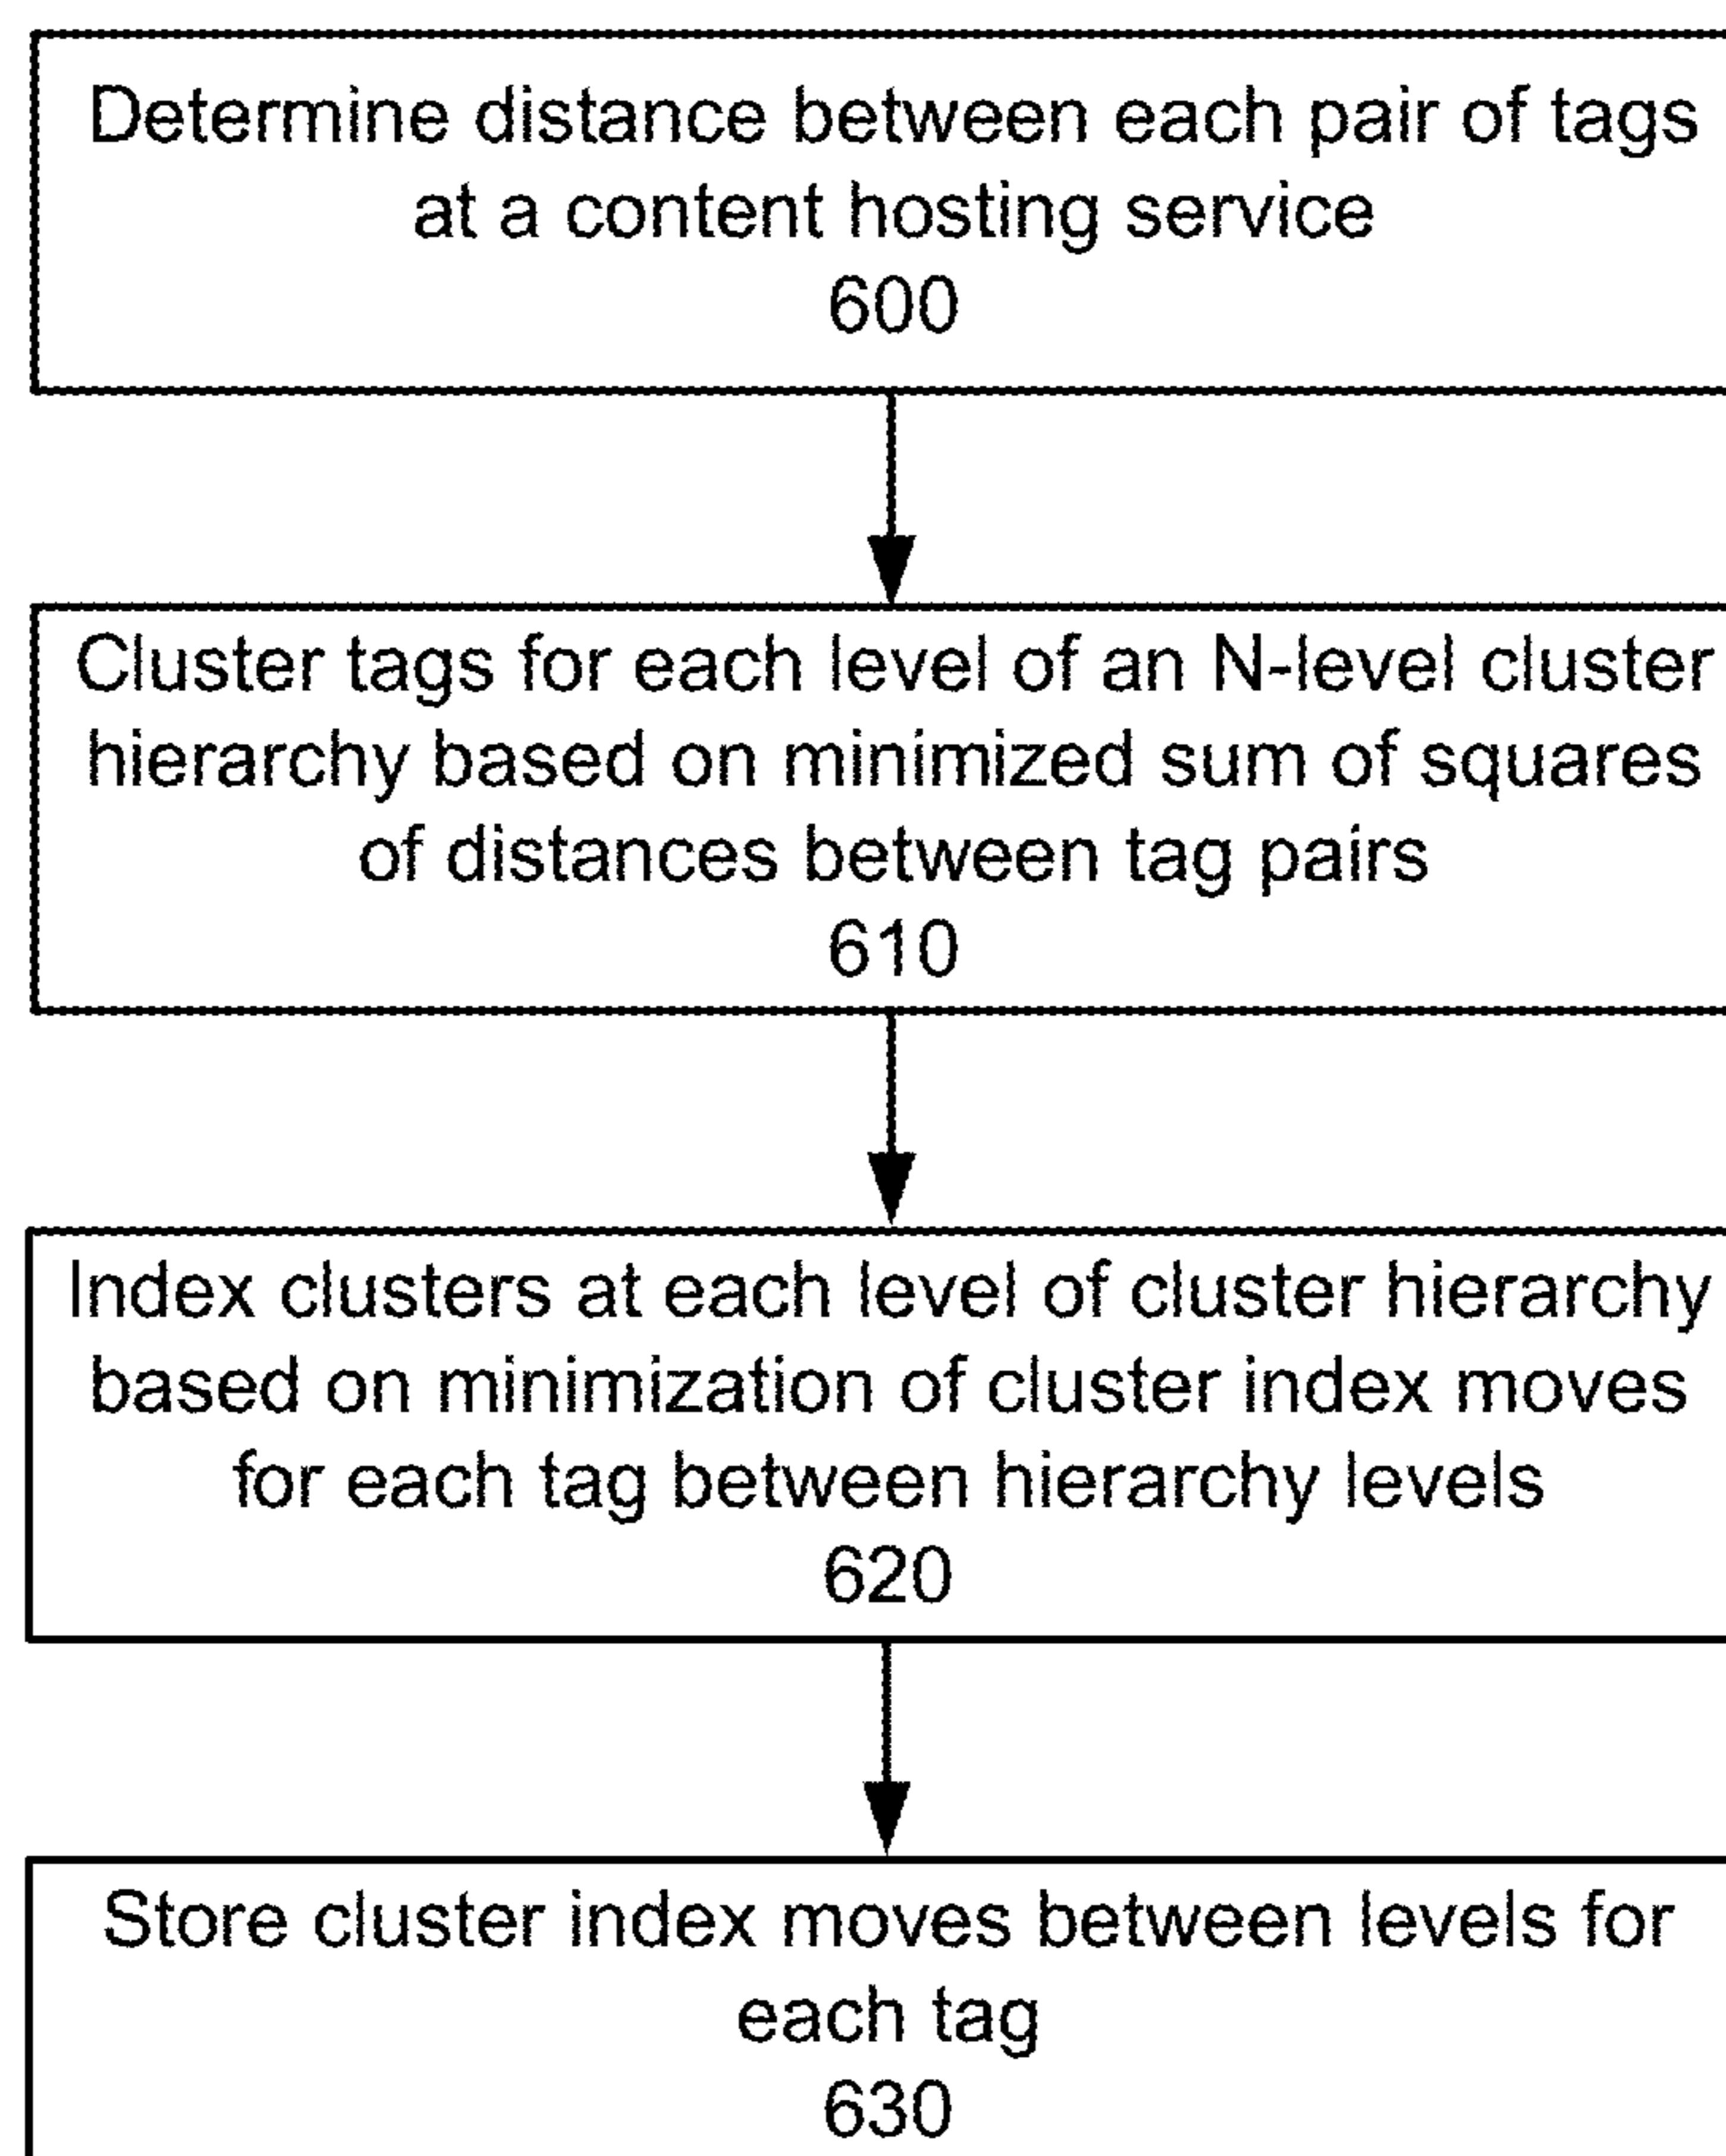 Determine distance between each pair of tags
at a content hosting service
600
Cluster tags for each level of an N-level cluster
hierarchy based on minimized sum of squares
of distances between tag pairs
610
Index clusters at each level of cluster hierarchy
based on minimization of cluster index moves
for each tag between hierarchy levels
620
Store cluster index moves between levels for
each tag
630